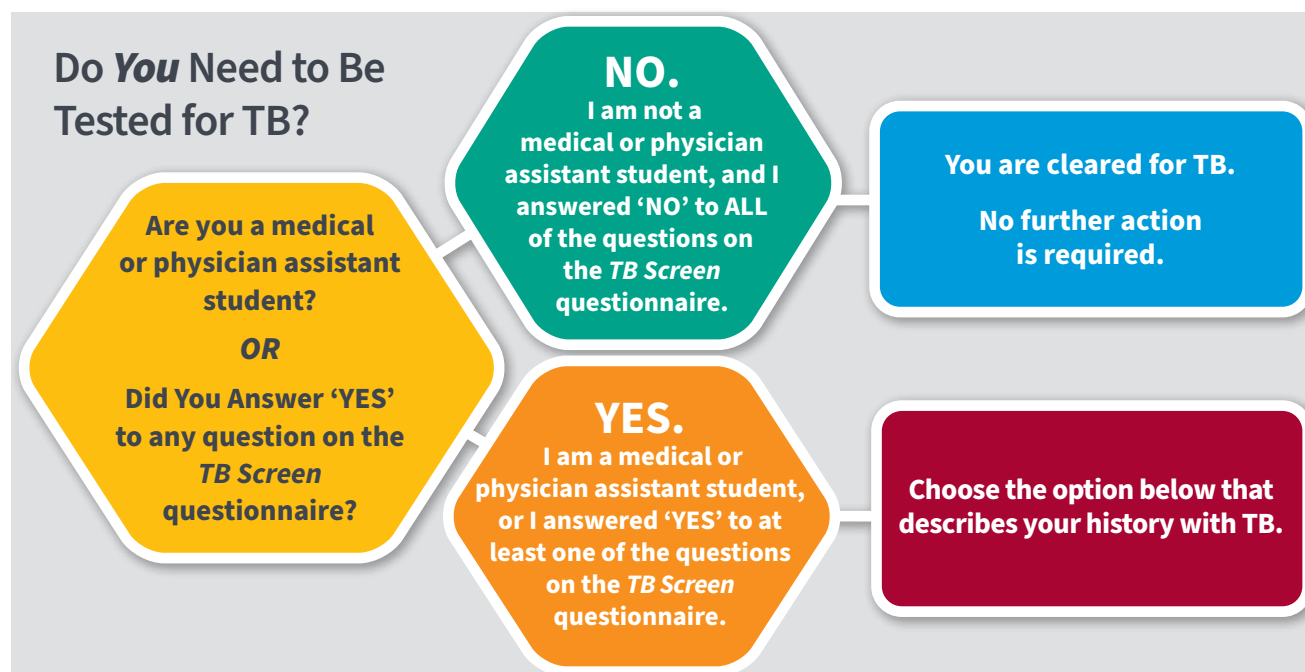 Do You Need to Be
Tested for TB?
Are you a medical
or physician assistant
student?
OR
Did You Answer ‘YES’
to any question on the
TB Screen
questionnaire?
NO.
I am not a
medical or physician
assistant student, and I
answered ‘NO’ to ALL
of the questions on
the TB Screen
questionnaire.
You are cleared for TB.
No further action
is required.
YES.
I am a medical or
physician assistant student,
or I answered ‘YES’ to at
least one of the questions
on the TB Screen
questionnaire.
Choose the option below that
describes your history with TB.